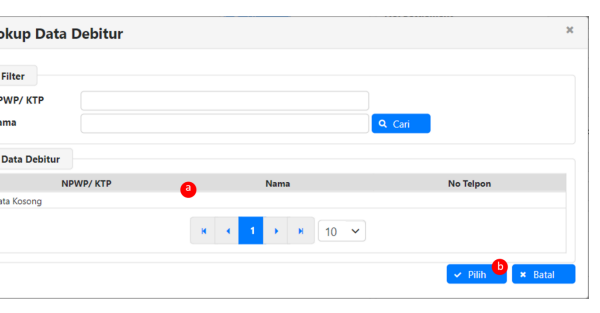 okup Data Debitur
Filter
PWP/ KTP
ama
Cari
Data Debitur
NPWP/ KTP a Nama No Telpon
ata Kosong
1 10
Pilih b Batal